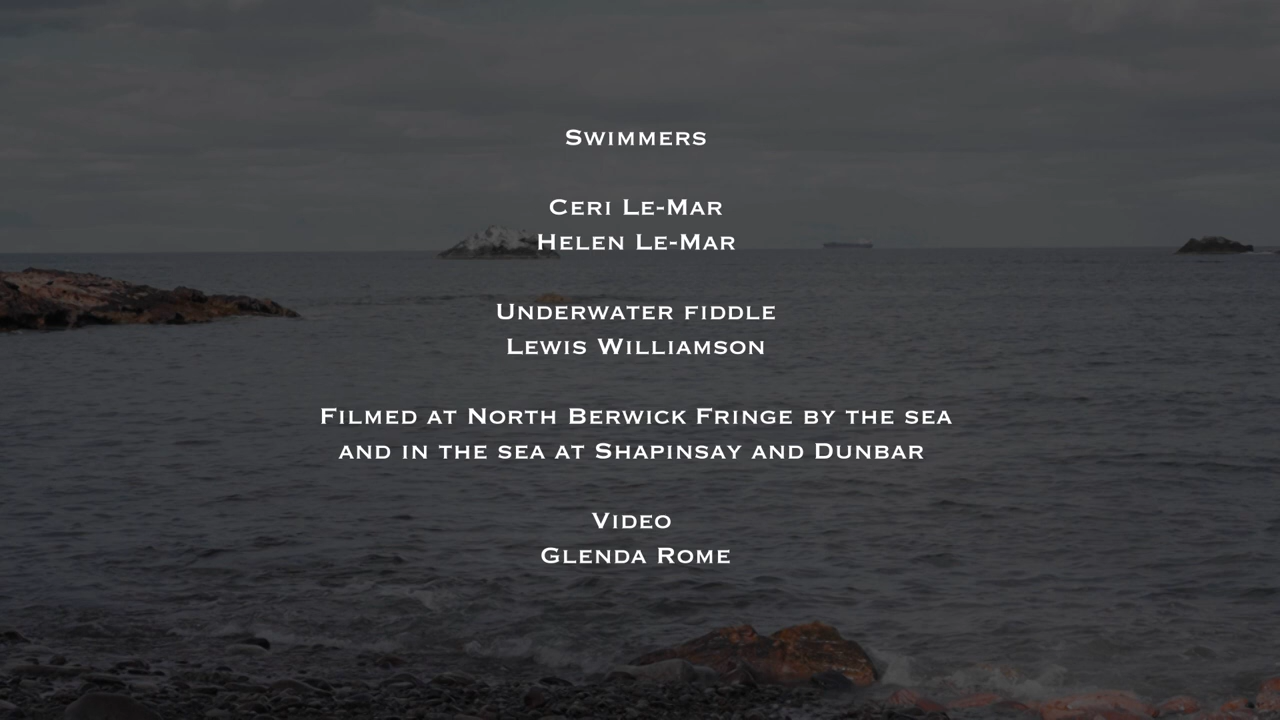 Swimmers
Ceri Le-Mar
Helen Le-Mar
Underwater fiddle
Lewis Williamson
Filmed at North Berwick Fringe by the sea
and in the sea at Shapinsay and Dunbar
Video
Glenda Rome